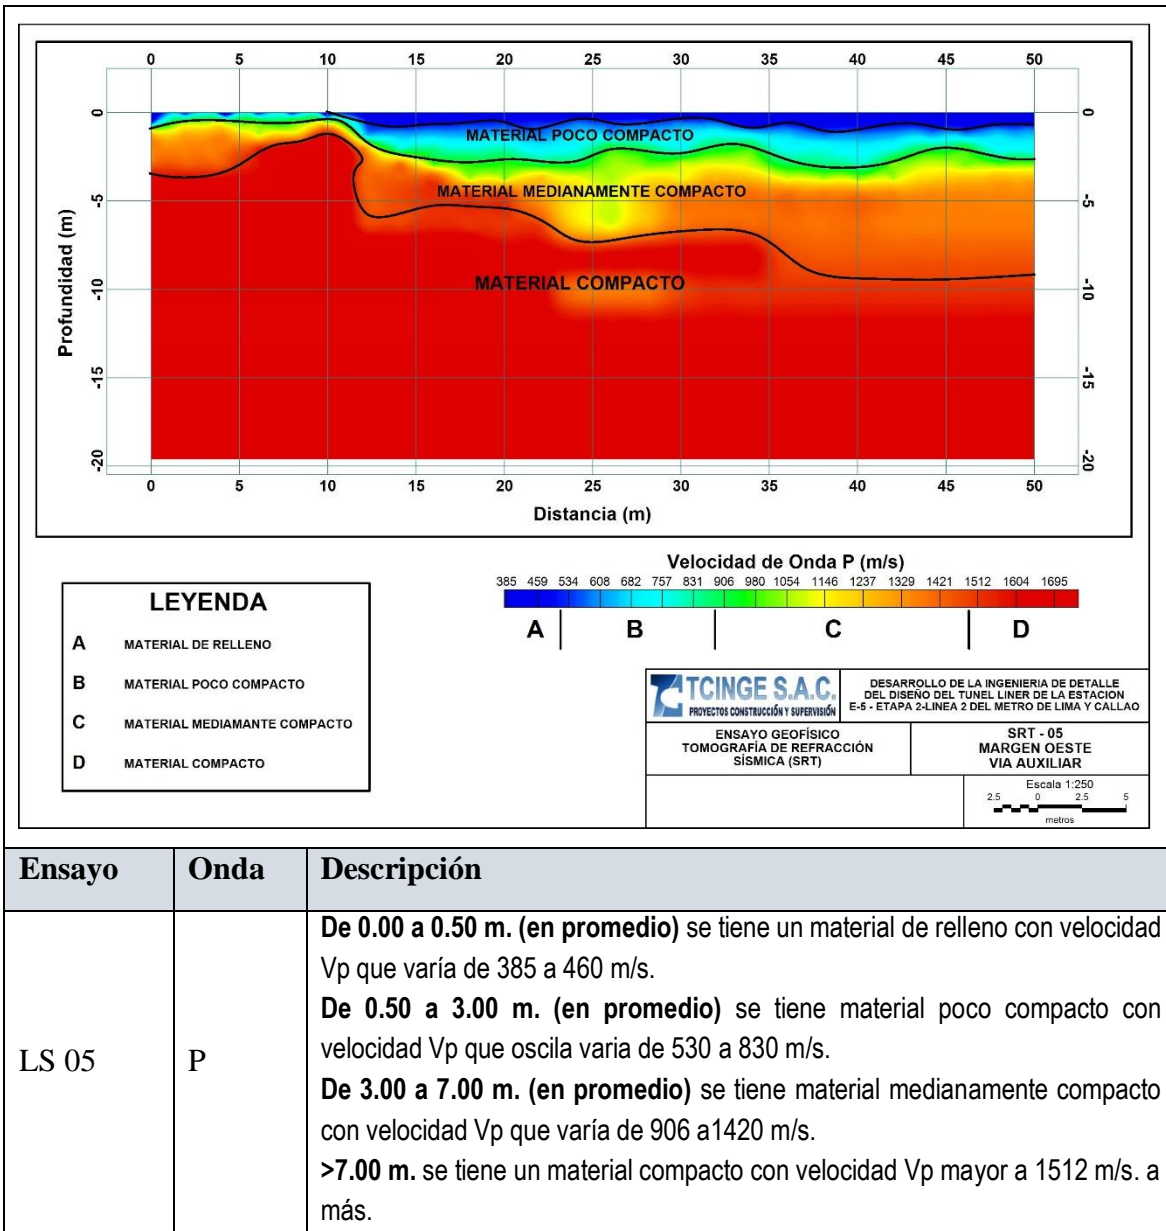 0 5 10 15 20 25 30 35 40 45 50
0 0
MATERIAL POCO COMPACTO
MATERIAL MEDIANAMENTE COMPACTO
-5 -5
MATERIAL COMPACTO
-10 -10
-15 -15
-20 -20
Profundidad (m)
0 5 10 15 20 25 30 35 40 45 50
Distancia (m)
Velocidad de Onda P (m/s)
385 459 534 608 682 757 831 906 980 1054 1146 1237 1329 1421 1512 1604 1695
A B C D
LEYENDA
A MATERIAL DE RELLENO
B MATERIAL POCO COMPACTO
C MATERIAL MEDIAMANTE COMPACTO
D MATERIAL COMPACTO
TCINGE S.A.C.
PROYECTOS CONSTRUCCIÓN Y SUPERVISIÓN
DESARROLLO DE LA INGENIERIA DE DETALLE
DEL DISEÑO DEL TUNEL LINER DE LA ESTACION
E-5 - ETAPA 2-LINEA 2 DEL METRO DE LIMA Y CALLAO
ENSAYO GEOFÍSICO
TOMOGRAFÍA DE REFRACCIÓN
SÍSMICA (SRT)
SRT - 05
MARGEN OESTE
VIA AUXILIAR
Escala 1:250
2.5 0 2.5 5
metros
Ensayo Onda Descripción
LS 05 P
De 0.00 a 0.50 m. (en promedio) se tiene un material de relleno con velocidad
Vp que varía de 385 a 460 m/s.
De 0.50 a 3.00 m. (en promedio) se tiene material poco compacto con
velocidad Vp que oscila varia de 530 a 830 m/s.
De 3.00 a 7.00 m. (en promedio) se tiene material medianamente compacto
con velocidad Vp que varía de 906 a1420 m/s.
>7.00 m. se tiene un material compacto con velocidad Vp mayor a 1512 m/s. a
más.